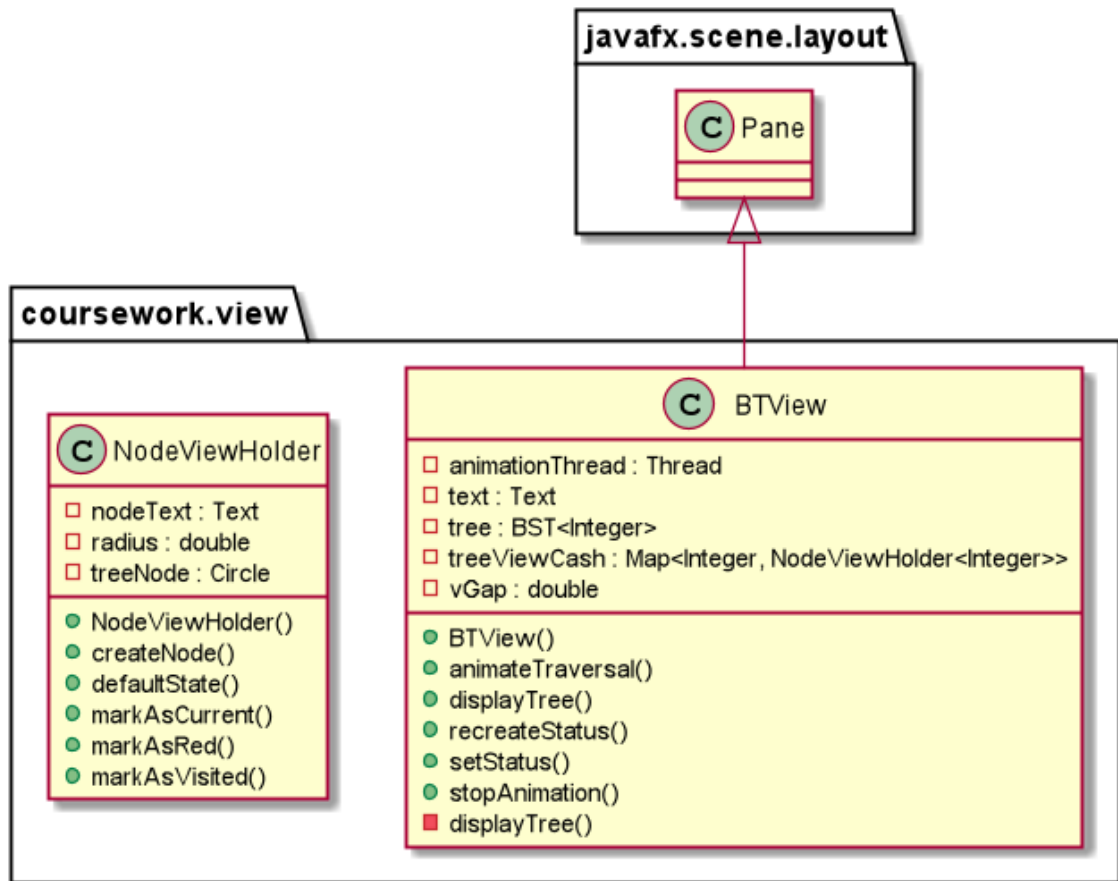 javafx.scene.layout
C Pane
coursework.view
C NodeViewHolder
nodeText : Text
radius : double
treeNode : Circle
NodeViewHolder()
createNode()
defaultState()
markAsCurrent()
markAsRed()
markAsVisited()
C BTView
animationThread : Thread
text : Text
tree : BST<Integer>
treeViewCash : Map<Integer, NodeViewHolder<Integer>>
vGap : double
BTView()
animateTraversal()
displayTree()
recreateStatus()
setStatus()
stopAnimation()
displayTree()